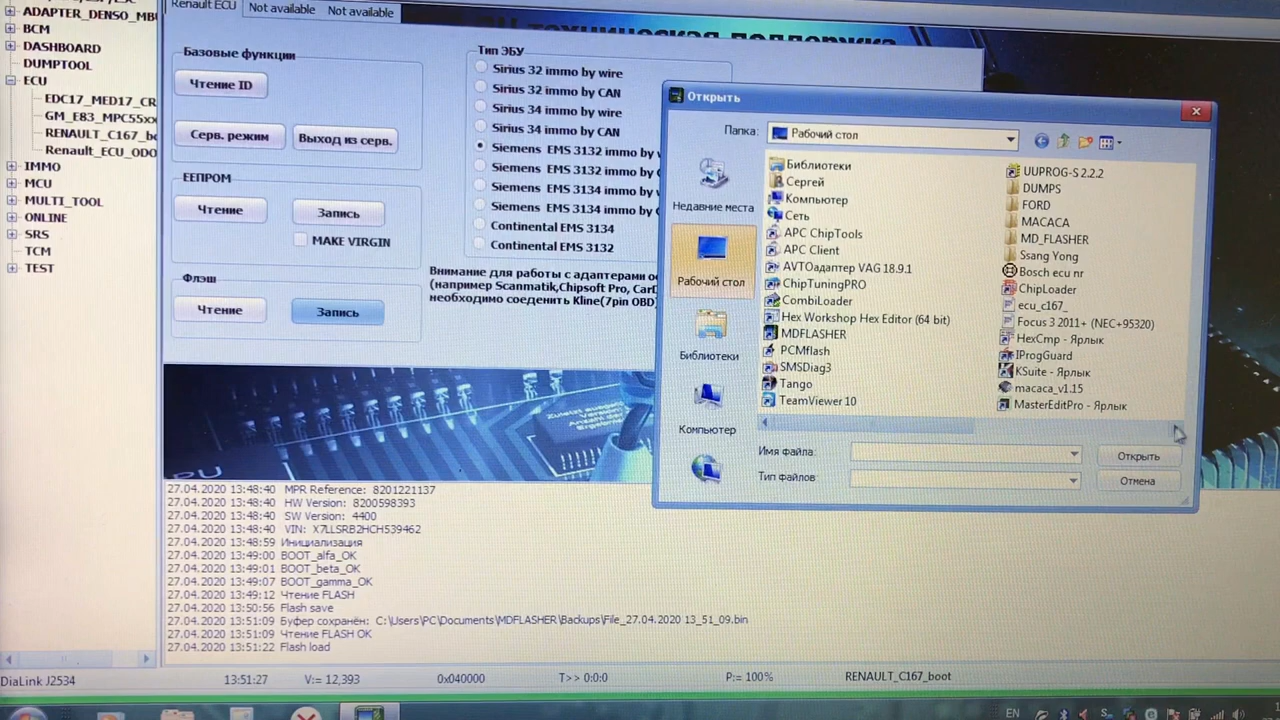 ADAPTER_DENSO_MB
BCM
DASHBOARD
DUMPTOOL
ECU
EDC17_MED17_CR
GM_E83_MPC55xx
RENAULT_C167_bo
Renault_ECU_ODO
IMMO
MCU
MULTI_TOOL
ONLINE
SRS
TCM
TEST
Renault ECU
Not available
Not available
техническая поддержка
Базовые функции
Чтение ID
Серв. режим
Выход из серв.
ЕЕПРОМ
Чтение
Запись
MAKE VIRGIN
Флэш
Чтение
Запись
Тип ЭБУ
Sirius 32 immo by wire
Sirius 32 immo by CAN
Sirius 34 immo by wire
Sirius 34 immo by CAN
Siemens EMS 3132 immo by w
Siemens EMS 3132 immo by C
Siemens EMS 3134 immo by w
Siemens EMS 3134 immo by C
Continental EMS 3134
Continental EMS 3132
Внимание для работы с адаптерами ос
(например Scanmatik,Chipsoft Pro, CarD
необходимо соеденить Kline(7pin OBD)
Открыть
Папка:
Рабочий стол
Недавние места
Рабочий стол
Библиотеки
Компьютер
Библиотеки
Сергей
Компьютер
Сеть
APC ChipTools
APC Client
AVTOадаптер VAG 18.9.1
ChipTuningPRO
CombiLoader
Hex Workshop Hex Editor (64 bit)
MDFLASHER
PCMflash
SMSDiag3
Tango
TeamViewer 10
UUPROG-S 2.2.2
DUMPS
FORD
MACACA
MD_FLASHER
Ssang Yong
Bosch ecu nr
ChipLoader
ecu_c167_
Focus 3 2011+ (NEC+95320)
HexCmp - Ярлык
IProgGuard
KSuite - Ярлык
macaca_v1.15
MasterEditPro - Ярлык
Имя файла:
Открыть
Тип файлов:
Отмена
27.04.2020 13:48:40 MPR Reference: 8201221137
27.04.2020 13:48:40 HW Version: 8200598393
27.04.2020 13:48:40 SW Version: 4400
27.04.2020 13:48:40 VIN: X7LLSRB2HCH539462
27.04.2020 13:48:59 Инициализация
27.04.2020 13:49:00 BOOT_alfa_OK
27.04.2020 13:49:01 BOOT_beta_OK
27.04.2020 13:49:07 BOOT_gamma_OK
27.04.2020 13:49:12 Чтение FLASH
27.04.2020 13:50:56 Flash save
27.04.2020 13:51:09 Буфер сохранён: C:\Users\PC\Documents\MDFLASHER\Backups\File_27.04.2020 13_51_09.bin
27.04.2020 13:51:09 Чтение FLASH OK
27.04.2020 13:51:22 Flash load
DiaLink J2534
13:51:27
V:= 12,393
0x040000
T>> 0:0:0
P:= 100%
RENAULT_C167_boot
EN